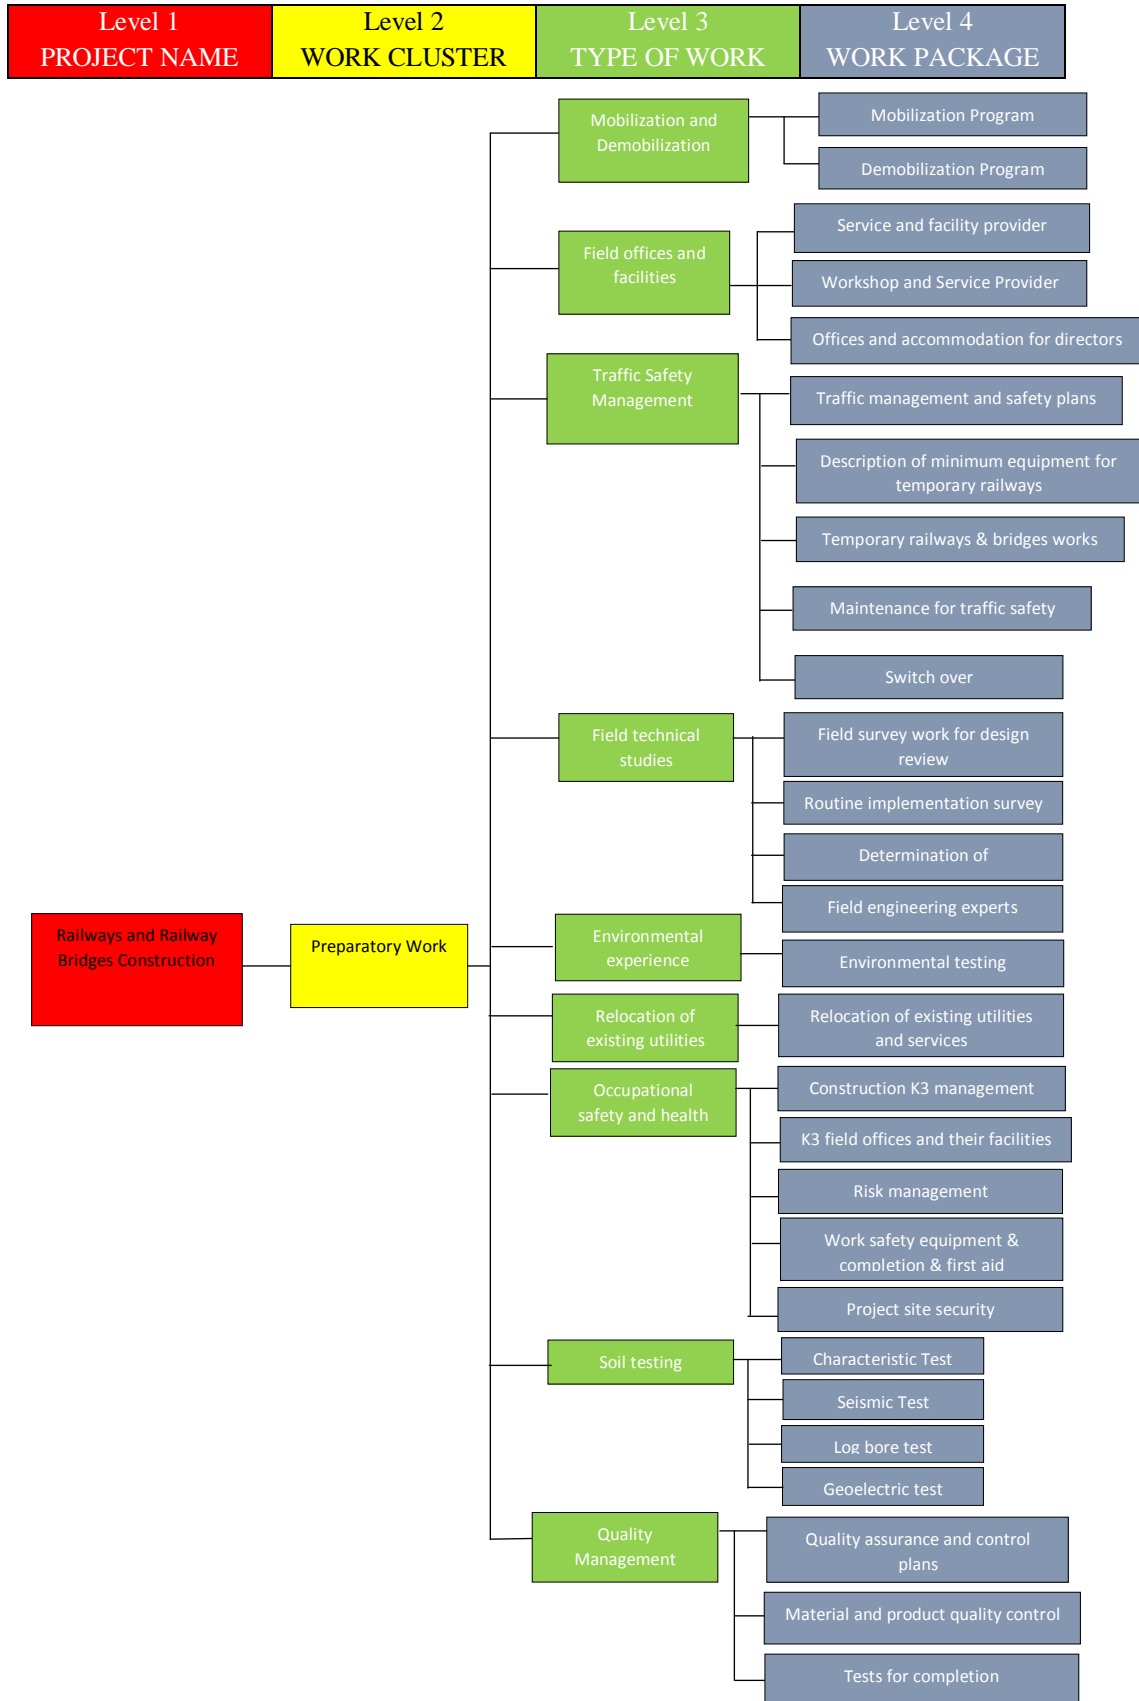 Level 1
PROJECT NAME
Level 2
WORK CLUSTER
Level 3
TYPE OF WORK
Level 4
WORK PACKAGE
Railways and Railway
Bridges Construction
Preparatory Work
Mobilization and
Demobilization
Mobilization Program
Demobilization Program
Field offices and
facilities
Service and facility provider
Workshop and Service Provider
Offices and accommodation for directors
Traffic Safety
Management
Traffic management and safety plans
Description of minimum equipment for
temporary railways
Temporary railways & bridges works
Maintenance for traffic safety
Switch over
Field technical
studies
Field survey work for design
review
Routine implementation survey
Determination of
Field engineering experts
Environmental
experience
Environmental testing
Relocation of
existing utilities
Relocation of existing utilities
and services
Occupational
safety and health
Construction K3 management
K3 field offices and their facilities
Risk management
Work safety equipment &
completion & first aid
Project site security
Soil testing
Characteristic Test
Seismic Test
Log bore test
Geoelectric test
Quality
Management
Quality assurance and control
plans
Material and product quality control
Tests for completion